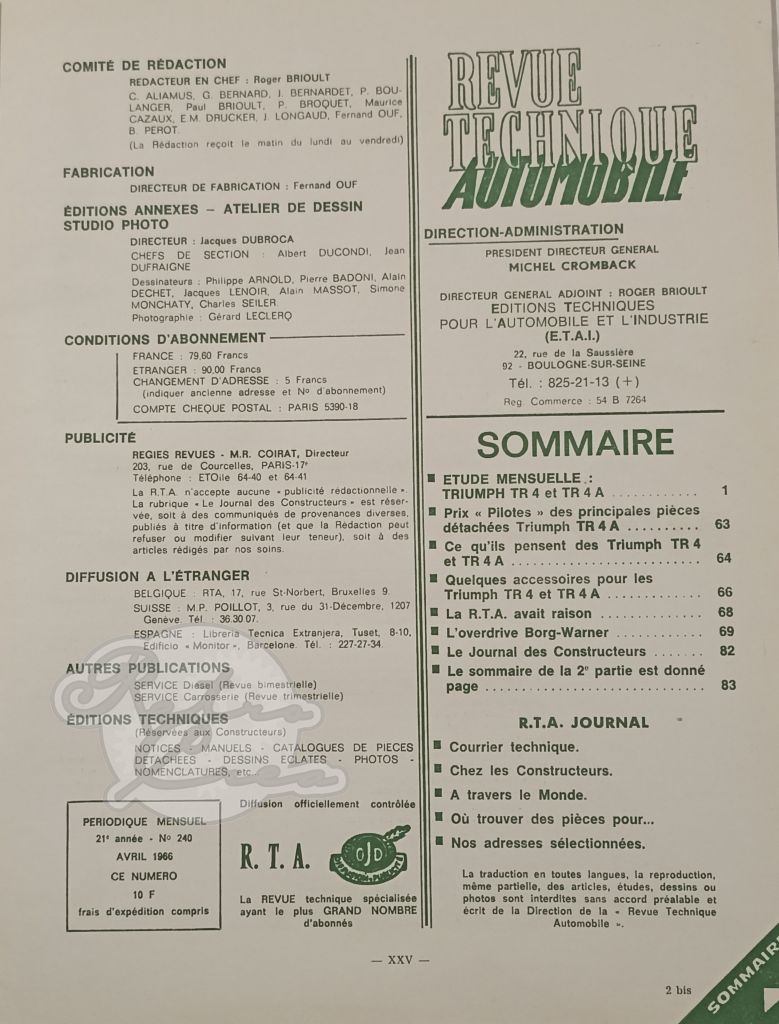 COMITÉ DE RÉDACTION
REDACTEUR EN CHEF : Roger BRIOULT
C. ALIAMUS, G. BERNARD, J. BERNARDET, P. BOU-
LANGER, Paul BRIOULT, P. BROQUET, Maurice
CAZAUX, E.M. DRUCKER, J. LONGAUD, Fernand OUF,
B. PEROT.
(La Rédaction reçoit le matin du lundi au vendredi)
FABRICATION
DIRECTEUR DE FABRICATION : Fernand OUF
ÉDITIONS ANNEXES – ATELIER DE DESSIN
STUDIO PHOTO
DIRECTEUR : Jacques DUBROCA
CHEFS DE SECTION : Albert DUCONDI, Jean
DUFRAIGNE
Dessinateurs : Philippe ARNOLD, Pierre BADONI, Alain
DECHET, Jacques LENOIR, Alain MASSOT, Simone
MONCHATY, Charles SEILER.
Photographie : Gérard LECLERQ
CONDITIONS D'ABONNEMENT
FRANCE : 79,60 Francs
ETRANGER : 90,00 Francs
CHANGEMENT D'ADRESSE : 5 Francs
(indiquer ancienne adresse et No d'abonnement)
COMPTE CHEQUE POSTAL : PARIS 5390-18
PUBLICITÉ
REGIES REVUES - M.R. COIRAT, Directeur
203, rue de Courcelles, PARIS-17e
Téléphone : ETOile 64-40 et 64-41
La R.T.A. n'accepte aucune « publicité rédactionnelle ».
La rubrique « Le Journal des Constructeurs » est réser-
vée, soit à des communiqués de provenances diverses,
publiés à titre d'information (et que la Rédaction peut
refuser ou modifier suivant leur teneur), soit à des
articles rédigés par nos soins.
DIFFUSION A L'ÉTRANGER
BELGIQUE : RTA, 17, rue St-Norbert, Bruxelles 9.
SUISSE : M.P. POILLOT, 3, rue du 31-Décembre, 1207
Genève. Tél. : 36.30.07.
ESPAGNE : Libreria Tecnica Extranjera, Tuset, 8-10,
Edificio « Monitor », Barcelone. Tél. : 227-27-34.
AUTRES PUBLICATIONS
SERVICE Diésel (Revue bimestrielle)
SERVICE Carrosserie (Revue trimestrielle)
ÉDITIONS TECHNIQUES
(Réservées aux Constructeurs)
NOTICES - MANUELS - CATALOGUES DE PIECES
DETACHEES - DESSINS ECLATES - PHOTOS -
NOMENCLATURES, etc...
PERIODIQUE MENSUEL
21e année - No 240
AVRIL 1966
CE NUMERO
10 F
frais d'expédition compris
Diffusion officiellement contrôlée
R. T. A.
OJD
La REVUE technique spécialisée
ayant le plus GRAND NOMBRE
d'abonnés
REVUE
TECHNIQUE
AUTOMOBILE
DIRECTION-ADMINISTRATION
PRESIDENT DIRECTEUR GENERAL
MICHEL CROMBACK
DIRECTEUR GENERAL ADJOINT : ROGER BRIOULT
EDITIONS TECHNIQUES
POUR L'AUTOMOBILE ET L'INDUSTRIE
(E.T.A.I.)
22, rue de la Saussière
92 - BOULOGNE-SUR-SEINE
Tél. : 825-21-13 (+)
Reg. Commerce : 54 B 7264
SOMMAIRE
■ ETUDE MENSUELLE :
TRIUMPH TR 4 et TR 4 A ............ 1
■ Prix « Pilotes » des principales pièces
détachées Triumph TR 4 A .......... 63
■ Ce qu'ils pensent des Triumph TR 4
et TR 4 A .......................... 64
■ Quelques accessoires pour les
Triumph TR 4 et TR 4 A ............ 66
■ La R.T.A. avait raison ............. 68
■ L'overdrive Borg-Warner ............ 69
■ Le Journal des Constructeurs ........ 82
■ Le sommaire de la 2e partie est donné
page .............................. 83
R.T.A. JOURNAL
■ Courrier technique.
■ Chez les Constructeurs.
■ A travers le Monde.
■ Où trouver des pièces pour...
■ Nos adresses sélectionnées.
La traduction en toutes langues, la reproduction,
même partielle, des articles, études, dessins ou
photos sont interdites sans accord préalable et
écrit de la Direction de la « Revue Technique
Automobile ».
— XXV —
2 bis
SOMMAIRE